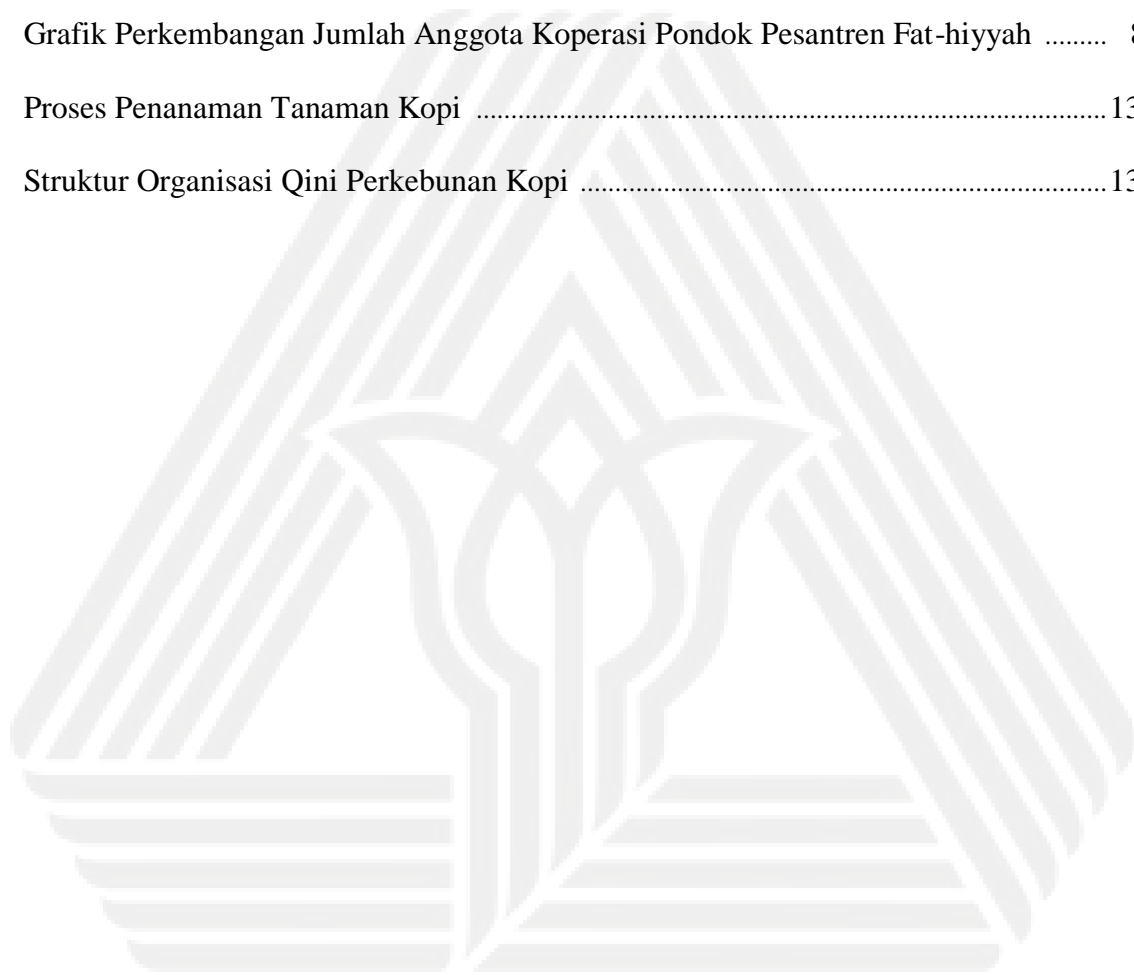 Grafik Perkembangan Jumlah Anggota Koperasi Pondok Pesantren Fat-hiyyah .........
Proses Penanaman Tanaman Kopi ........................................................................................... 13
Struktur Organisasi Qini Perkebunan Kopi ............................................................................ 13